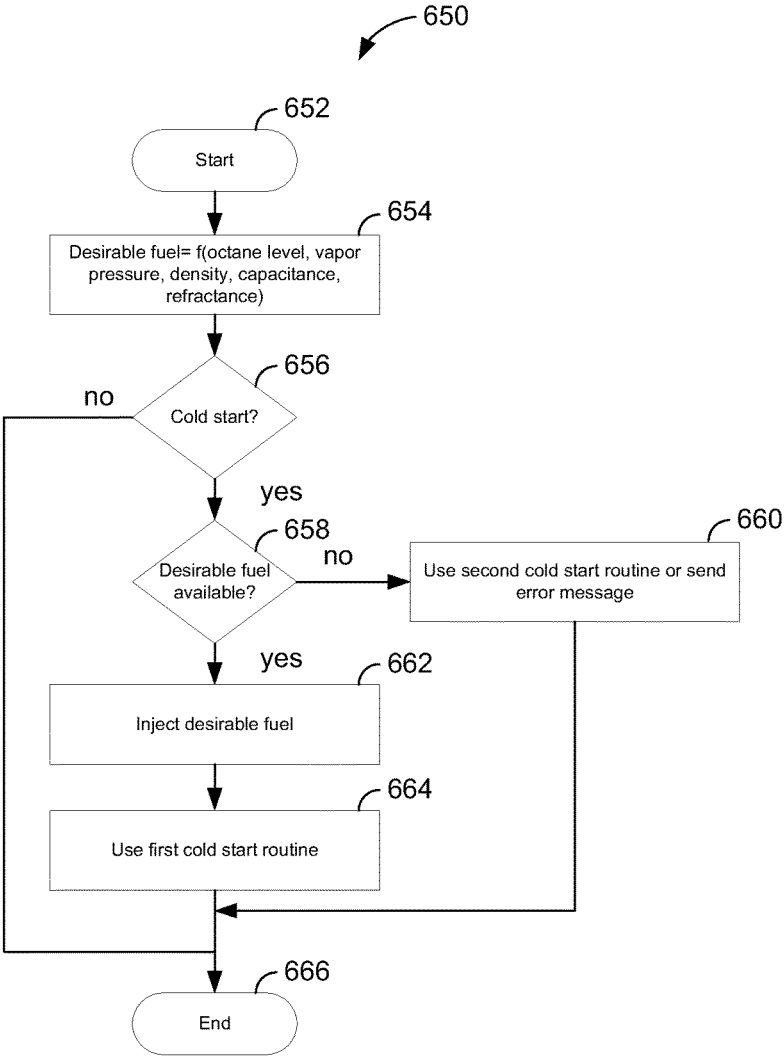 650
652
Start
654
Desirable fuel= f(octane level, vapor
pressure, density, capacitance,
refractance)
656
no
Cold start?
yes
658
no
660
Desirable fuel
available?
Use second cold start routine or send
error message
yes
662
Inject desirable fuel
664
Use first cold start routine
666
End